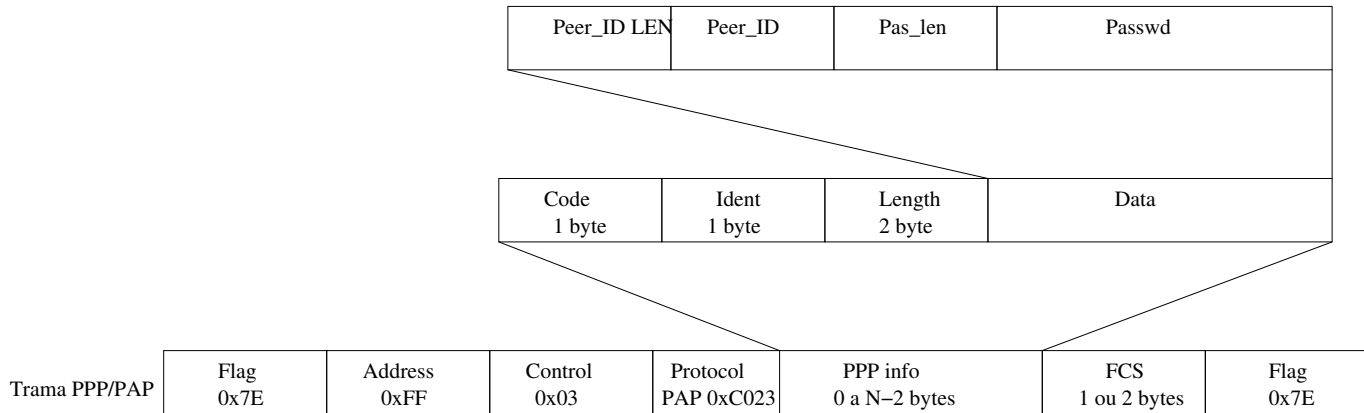 Peer_ID LEN Peer_ID Pas_len Passwd
Code Ident Length Data
1 byte 1 byte 2 byte
Trama PPP/PAP
Flag Address Control Protocol PPP info FCS Flag
0x7E 0xFF 0x03 PAP 0xC023 0 a N−2 bytes 1 ou 2 bytes 0x7E